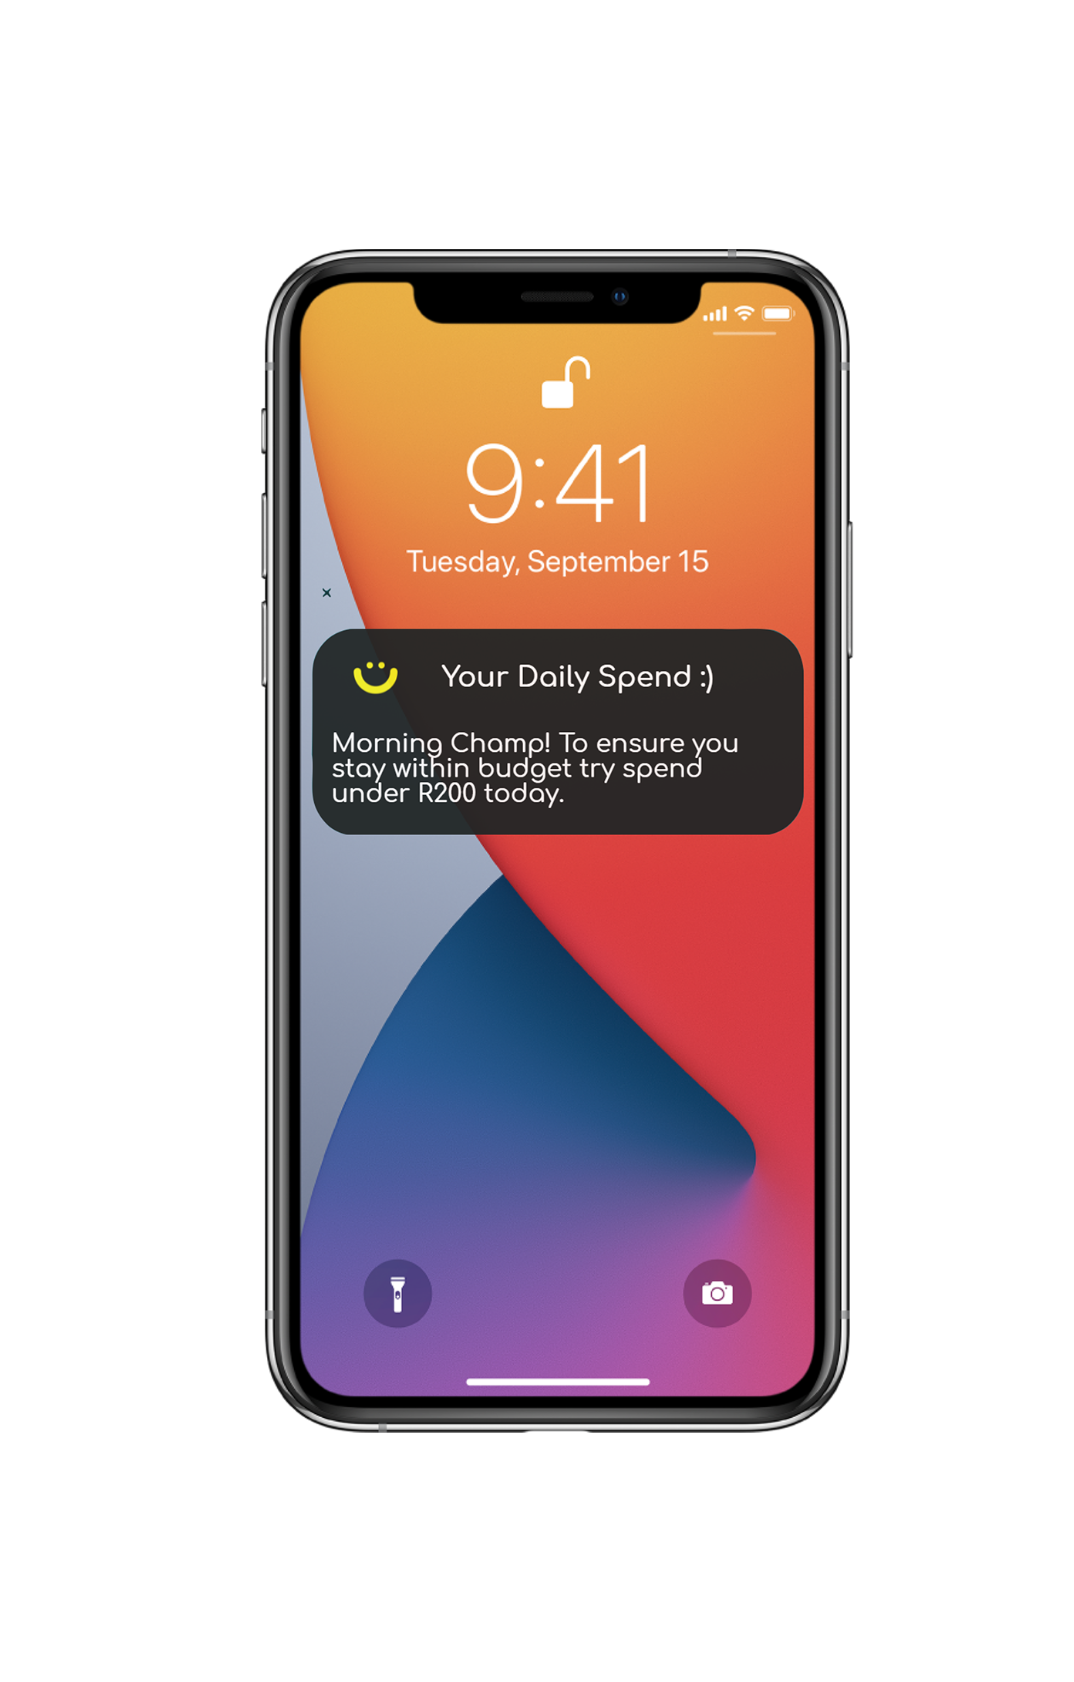 9:41
Tuesday, September 15
Your Daily Spend :)
Morning Champ! To ensure you
stay within budget try spend
under R200 today.